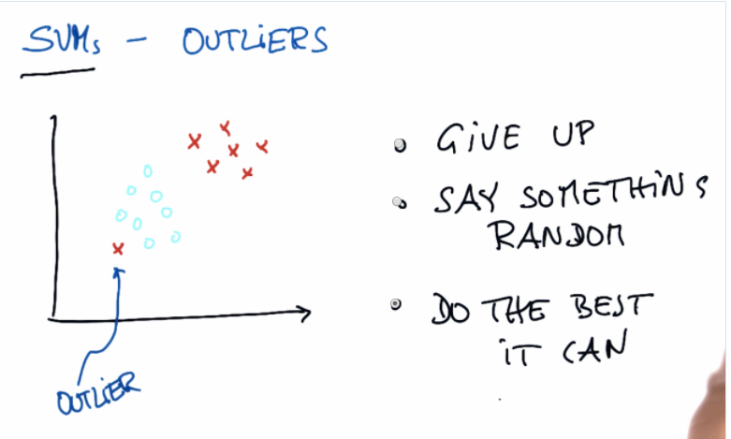 SVMs - OUTLIERS
GIVE UP
SAY SOMETHING
RANDOM
DO THE BEST
IT CAN
OUTLIER